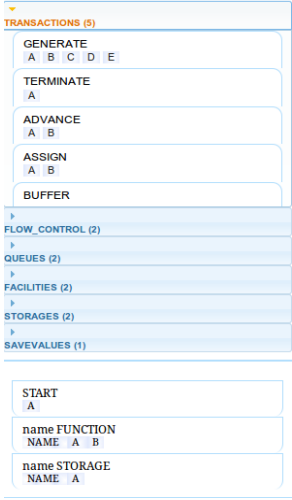 TRANSACTIONS (5)
GENERATE
A B C D E
TERMINATE
A
ADVANCE
A B
ASSIGN
A B
BUFFER
FLOW_CONTROL (2)
QUEUES (2)
FACILITIES (2)
STORAGES (2)
SAVEVALUES (1)
START
A
name FUNCTION
NAME A B
name STORAGE
NAME A